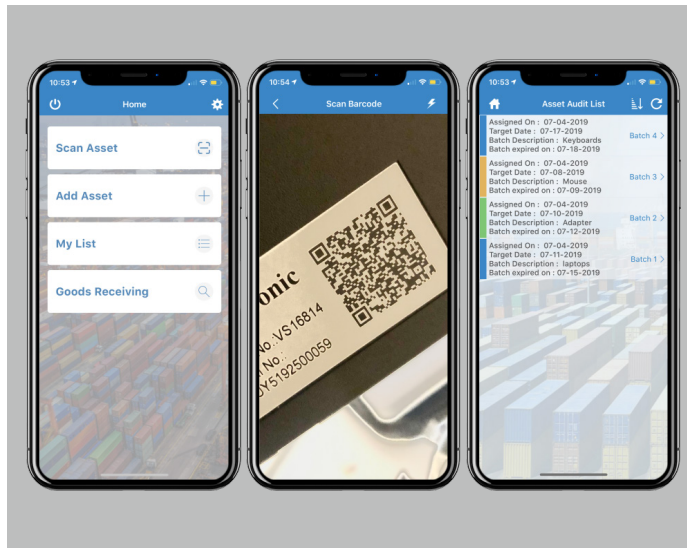 10:53
Home
Scan Asset
Add Asset
My List
Goods Receiving
10:54
Scan Barcode
onic
No.:VS16814
No.:
Y5192500059
10:53
Asset Audit List
Assigned On : 07-04-2019
Target Date : 07-17-2019
Batch Description : Keyboards
Batch expired on : 07-18-2019
Batch 4 >
Assigned On : 07-04-2019
Target Date : 07-08-2019
Batch Description : Mouse
Batch expired on : 07-09-2019
Batch 3 >
Assigned On : 07-04-2019
Target Date : 07-10-2019
Batch Description : Adapter
Batch expired on : 07-12-2019
Batch 2 >
Assigned On : 07-04-2019
Target Date : 07-11-2019
Batch Description : laptops
Batch expired on : 07-15-2019
Batch 1 >